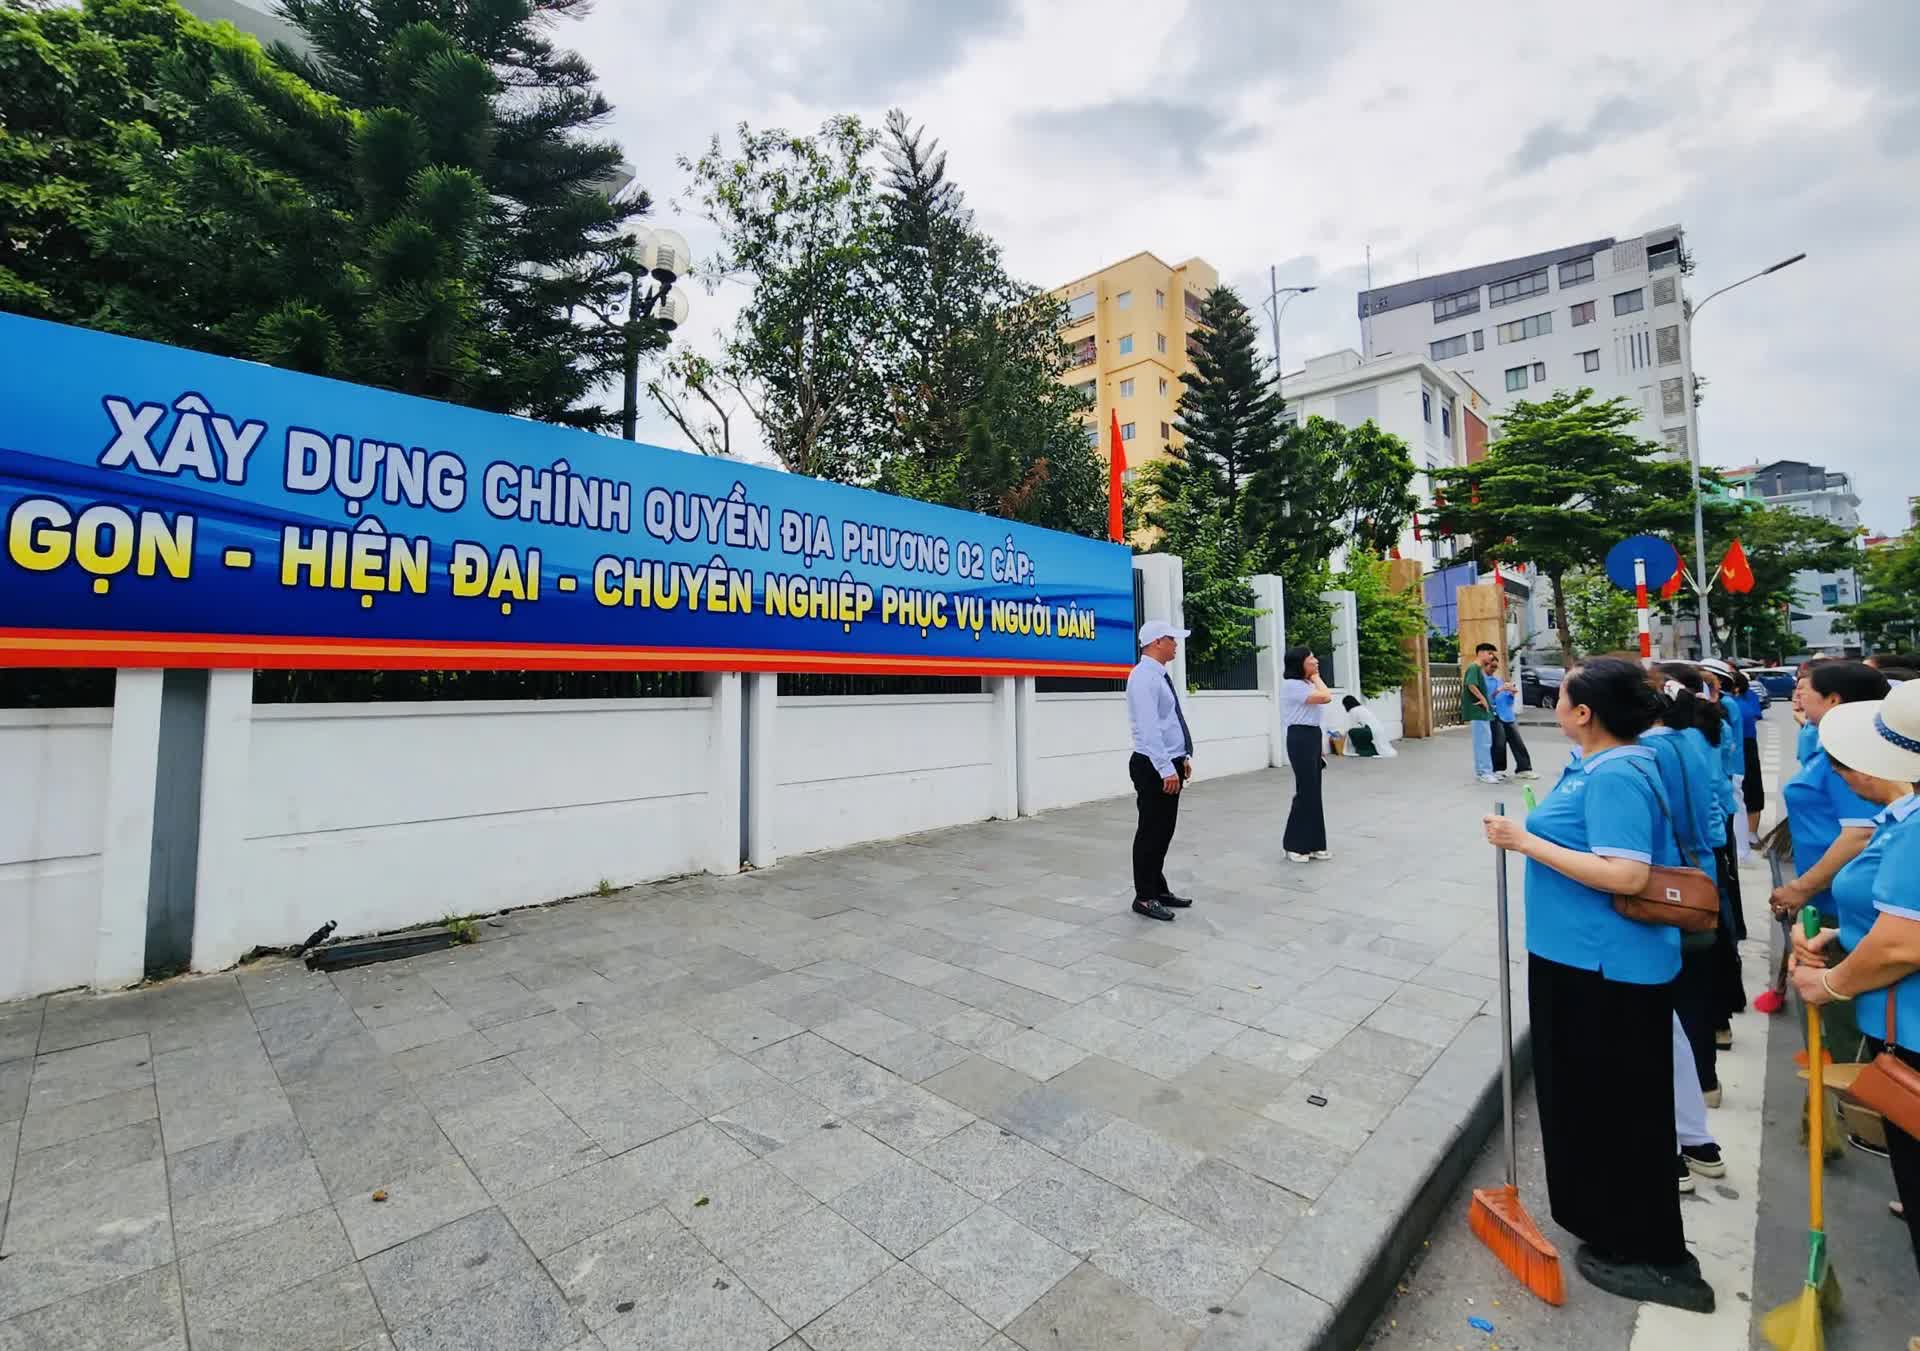 XÂY DỰNG CHÍNH QUYỀN ĐỊA PHƯƠNG 02 CẤP:
GỌN - HIỆN ĐẠI - CHUYÊN NGHIỆP PHỤC VỤ NGƯỜI DÂN!